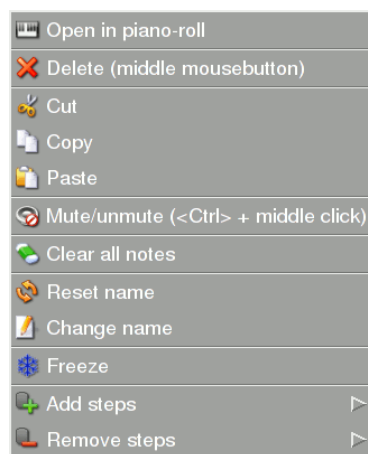 Open in piano-roll
Delete (middle mousebutton)
Cut
Copy
Paste
Mute/unmute (<Ctrl> + middle click)
Clear all notes
Reset name
Change name
Freeze
Add steps
Remove steps